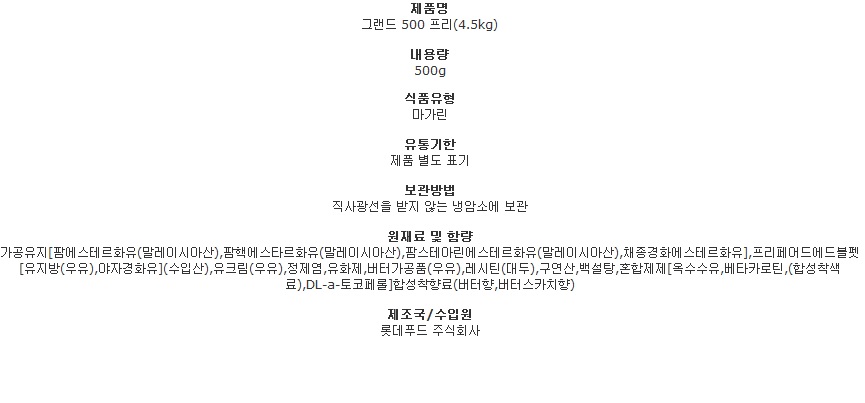 제품명
그랜드 500 프리(4.5kg)
내용량
500g
식품유형
마가린
유통기한
제품 별도 표기
보관방법
직사광선을 받지 않는 냉암소에 보관
원재료 및 함량
가공유지[팜에스테르화유(말레이시아산),팜핵에스타르화유(말레이시아산),팜스테아린에스테르화유(말레이시아산),채종경화에스테르화유],프리페어드에드블펫
[유지방(우유),야자경화유](수입산),유크림(우유),정제염,유화제,버터가공품(우유),레시틴(대두),구연산,백설탕,혼합제제[옥수수유,베타카로틴,(합성착색
료),DL-a-토코페롤]합성착향료(버터향,버터스카치향)
제조국/수입원
롯데푸드 주식회사